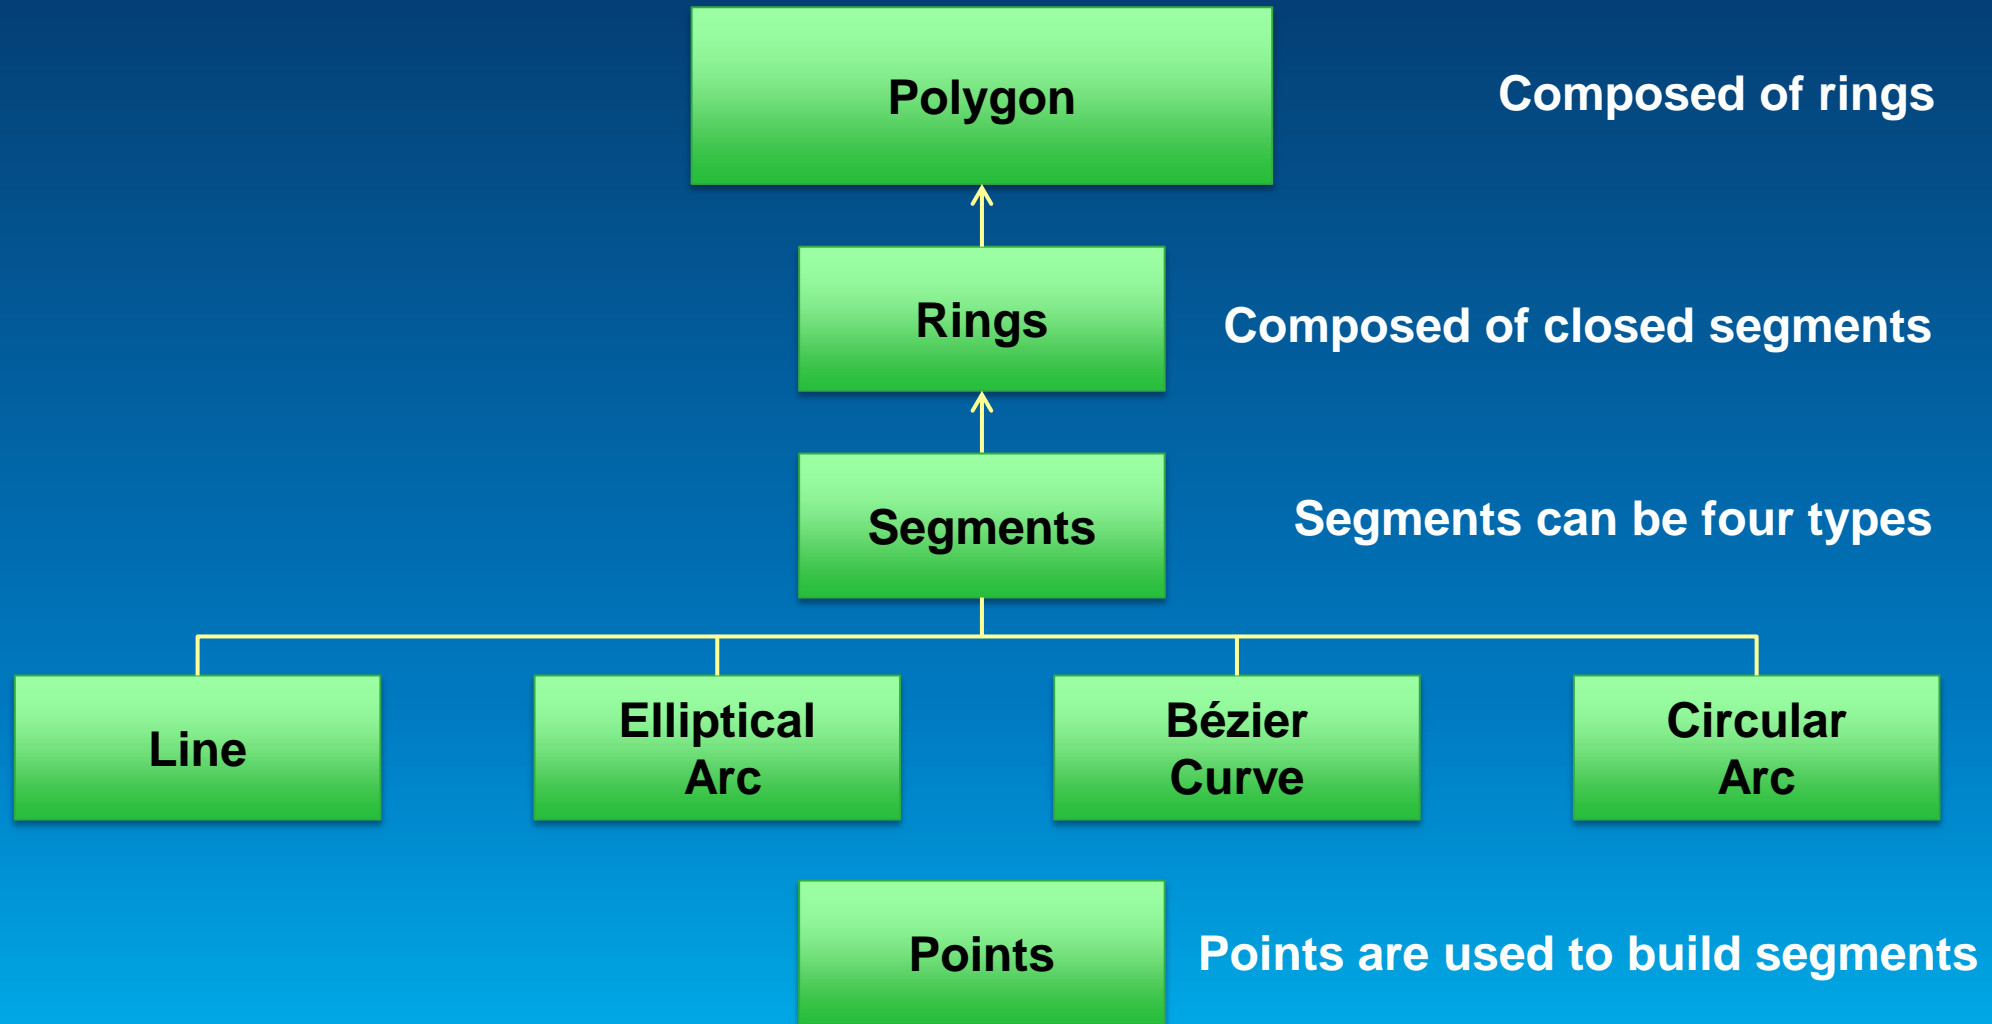 Polygon
Composed of rings
Rings
Composed of closed segments
Segments
Segments can be four types
Line
Elliptical
Arc
Bézier
Curve
Circular
Arc
Points
Points are used to build segments